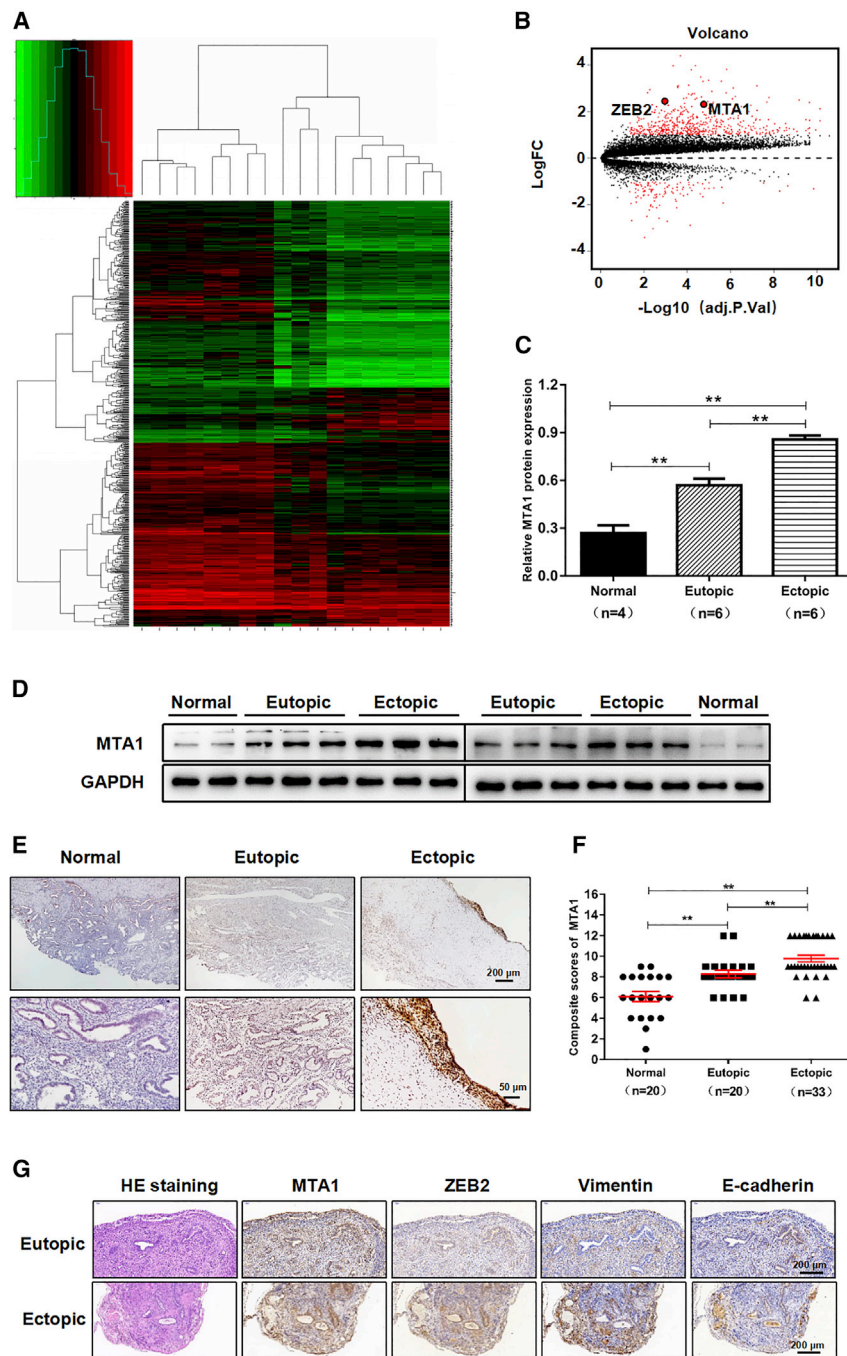 A
B
Volcano
LogFC
4
2
0
-2
-4
ZEB2
MTA1
0 2 4 6 8 10
-Log10 (adj.P.Val)
C
Relative MTA1 protein expression
1.2
0.9
0.6
0.3
0.0
**
**
**
Normal Eutopic Ectopic
(n=4) (n=6) (n=6)
D
Normal Eutopic Ectopic Eutopic Ectopic Normal
MTA1
GAPDH
E
Normal Eutopic Ectopic
200 μm
50 μm
F
Composite scores of MTA1
16
14
12
10
8
6
4
2
0
**
**
**
Normal Eutopic Ectopic
(n=20) (n=20) (n=33)
G
HE staining MTA1 ZEB2 Vimentin E-cadherin
Eutopic
200 μm
Ectopic
200 μm